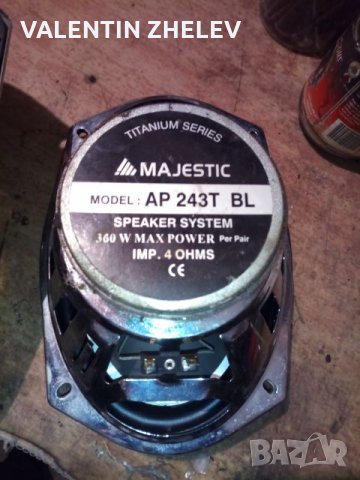 VALENTIN ZHELEV
TITANIUM SERIES
MAJESTIC
MODEL: AP 243T BL
SPEAKER SYSTEM
360 W MAX POWER Per Pair
IMP. 4 OHMS
CE
BAZAR